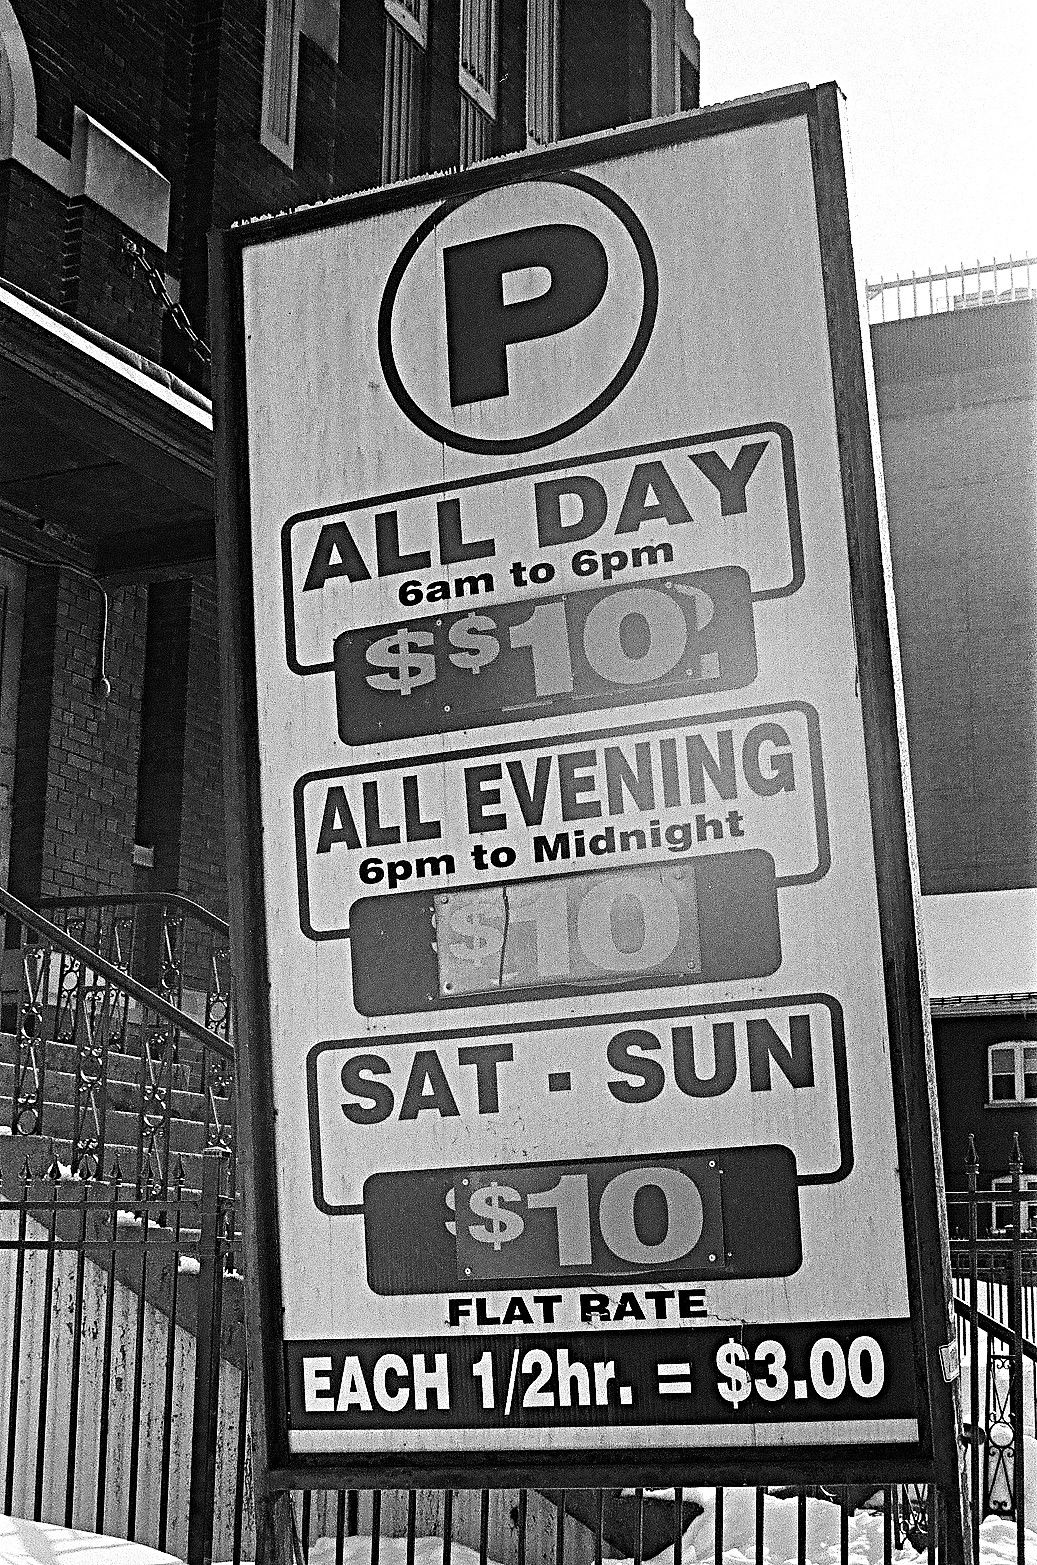 P
ALL DAY
6am to 6pm
$$10
ALL EVENING
6pm to Midnight
$10
SAT - SUN
$10
FLAT RATE
EACH 1/2hr. = $3.00